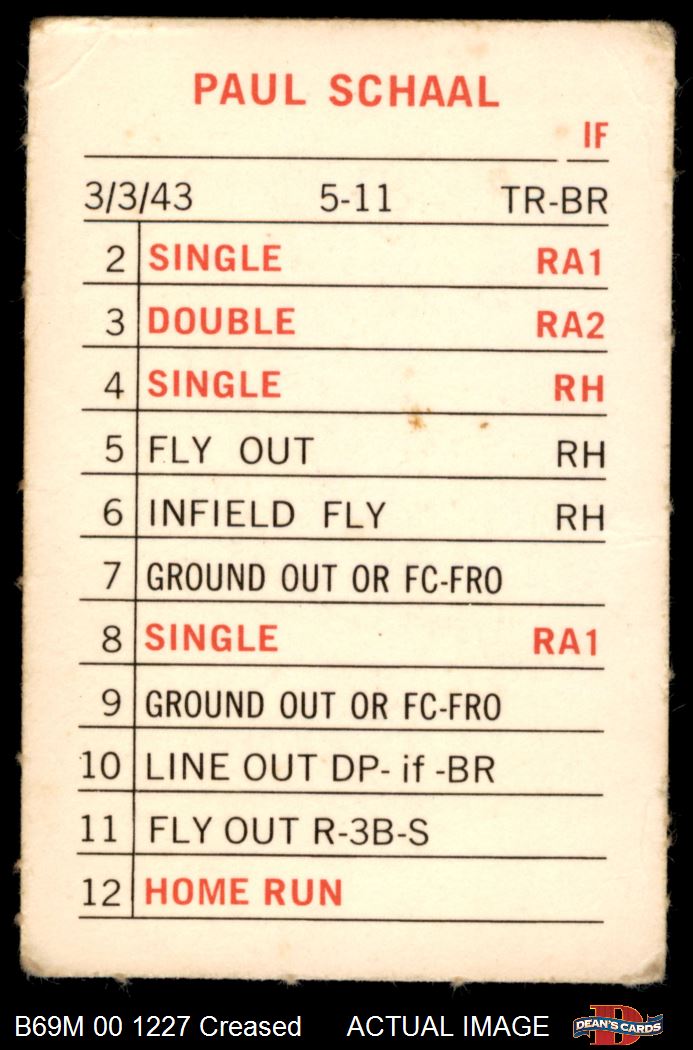 PAUL SCHAAL
IF
3/3/43 5-11 TR-BR
2 SINGLE RA1
3 DOUBLE RA2
4 SINGLE RH
5 FLY OUT RH
6 INFIELD FLY RH
7 GROUND OUT OR FC-FRO
8 SINGLE RA1
9 GROUND OUT OR FC-FRO
10 LINE OUT DP- if -BR
11 FLY OUT R-3B-S
12 HOME RUN
B69M 00 1227 Creased ACTUAL IMAGE D DEAN'S CARDS